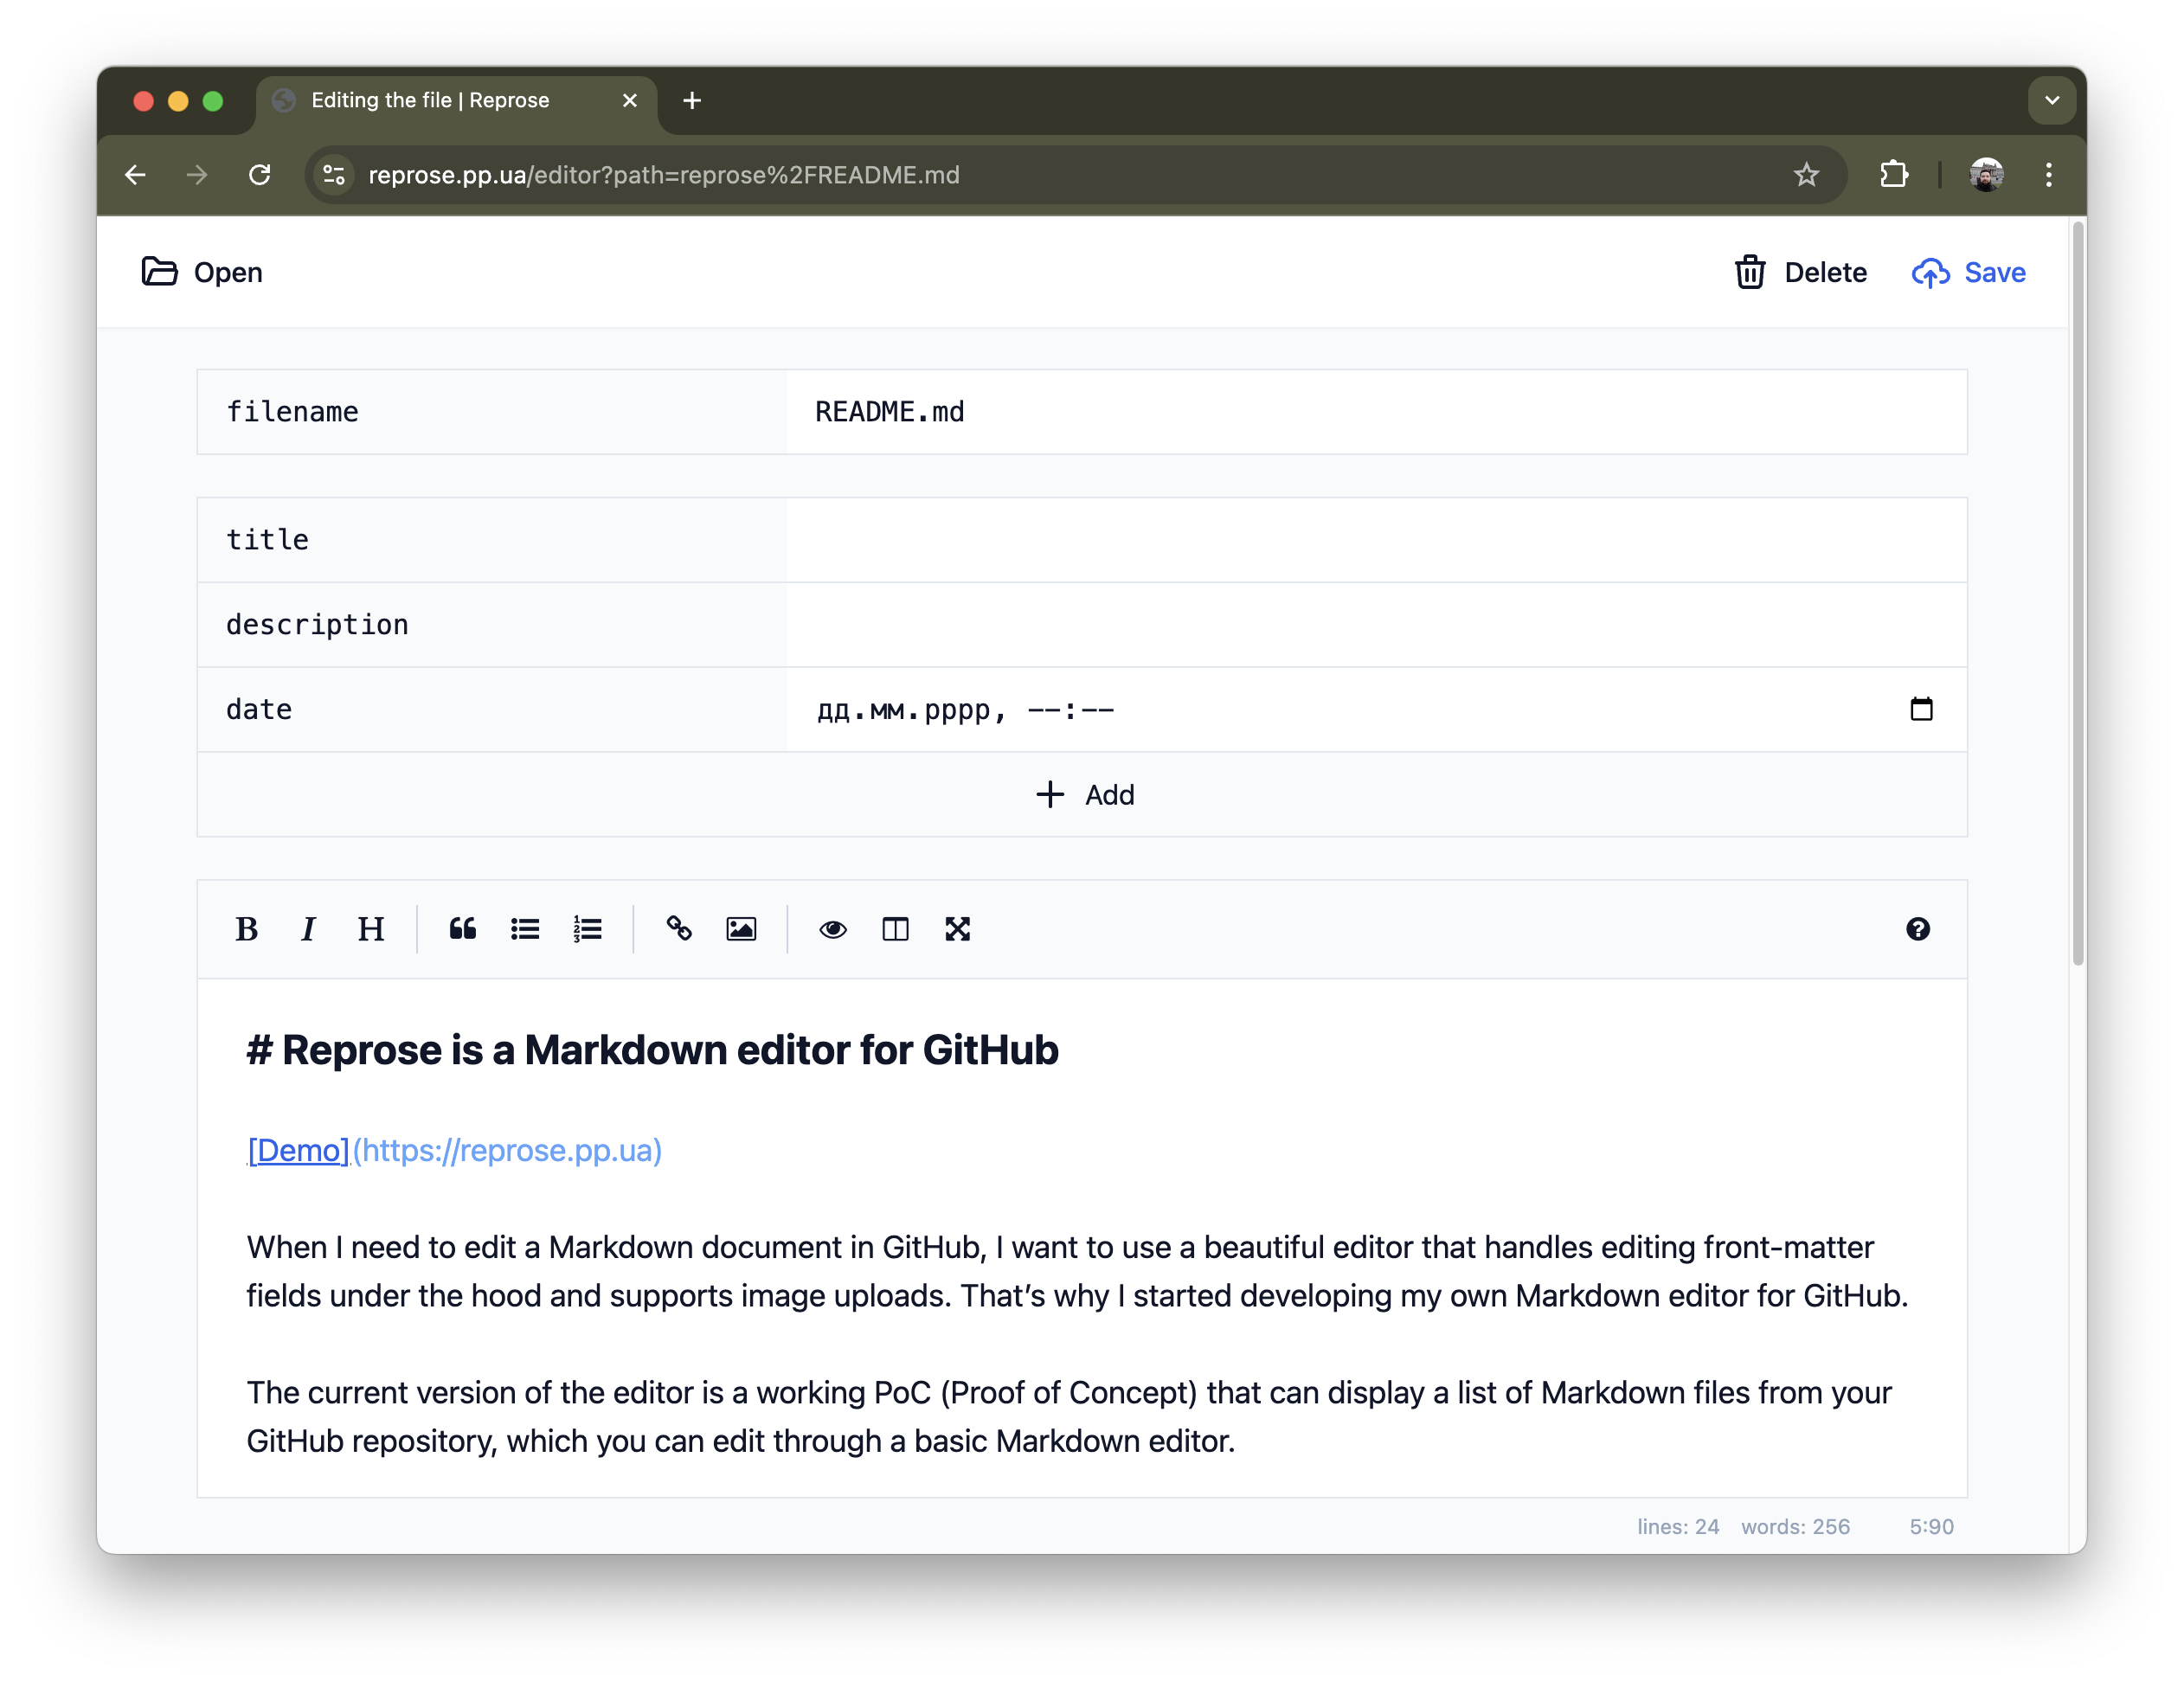 Editing the file | Reprose
reprose.pp.ua/editor?path=reprose%2FREADME.md
Open
Delete
Save
filename
README.md
title
description
date
дд.мм.рррр, --:--
Add
B I H
# Reprose is a Markdown editor for GitHub
[Demo](https://reprose.pp.ua)
When I need to edit a Markdown document in GitHub, I want to use a beautiful editor that handles editing front-matter
fields under the hood and supports image uploads. That’s why I started developing my own Markdown editor for GitHub.
The current version of the editor is a working PoC (Proof of Concept) that can display a list of Markdown files from your
GitHub repository, which you can edit through a basic Markdown editor.
lines: 24 words: 256 5:90